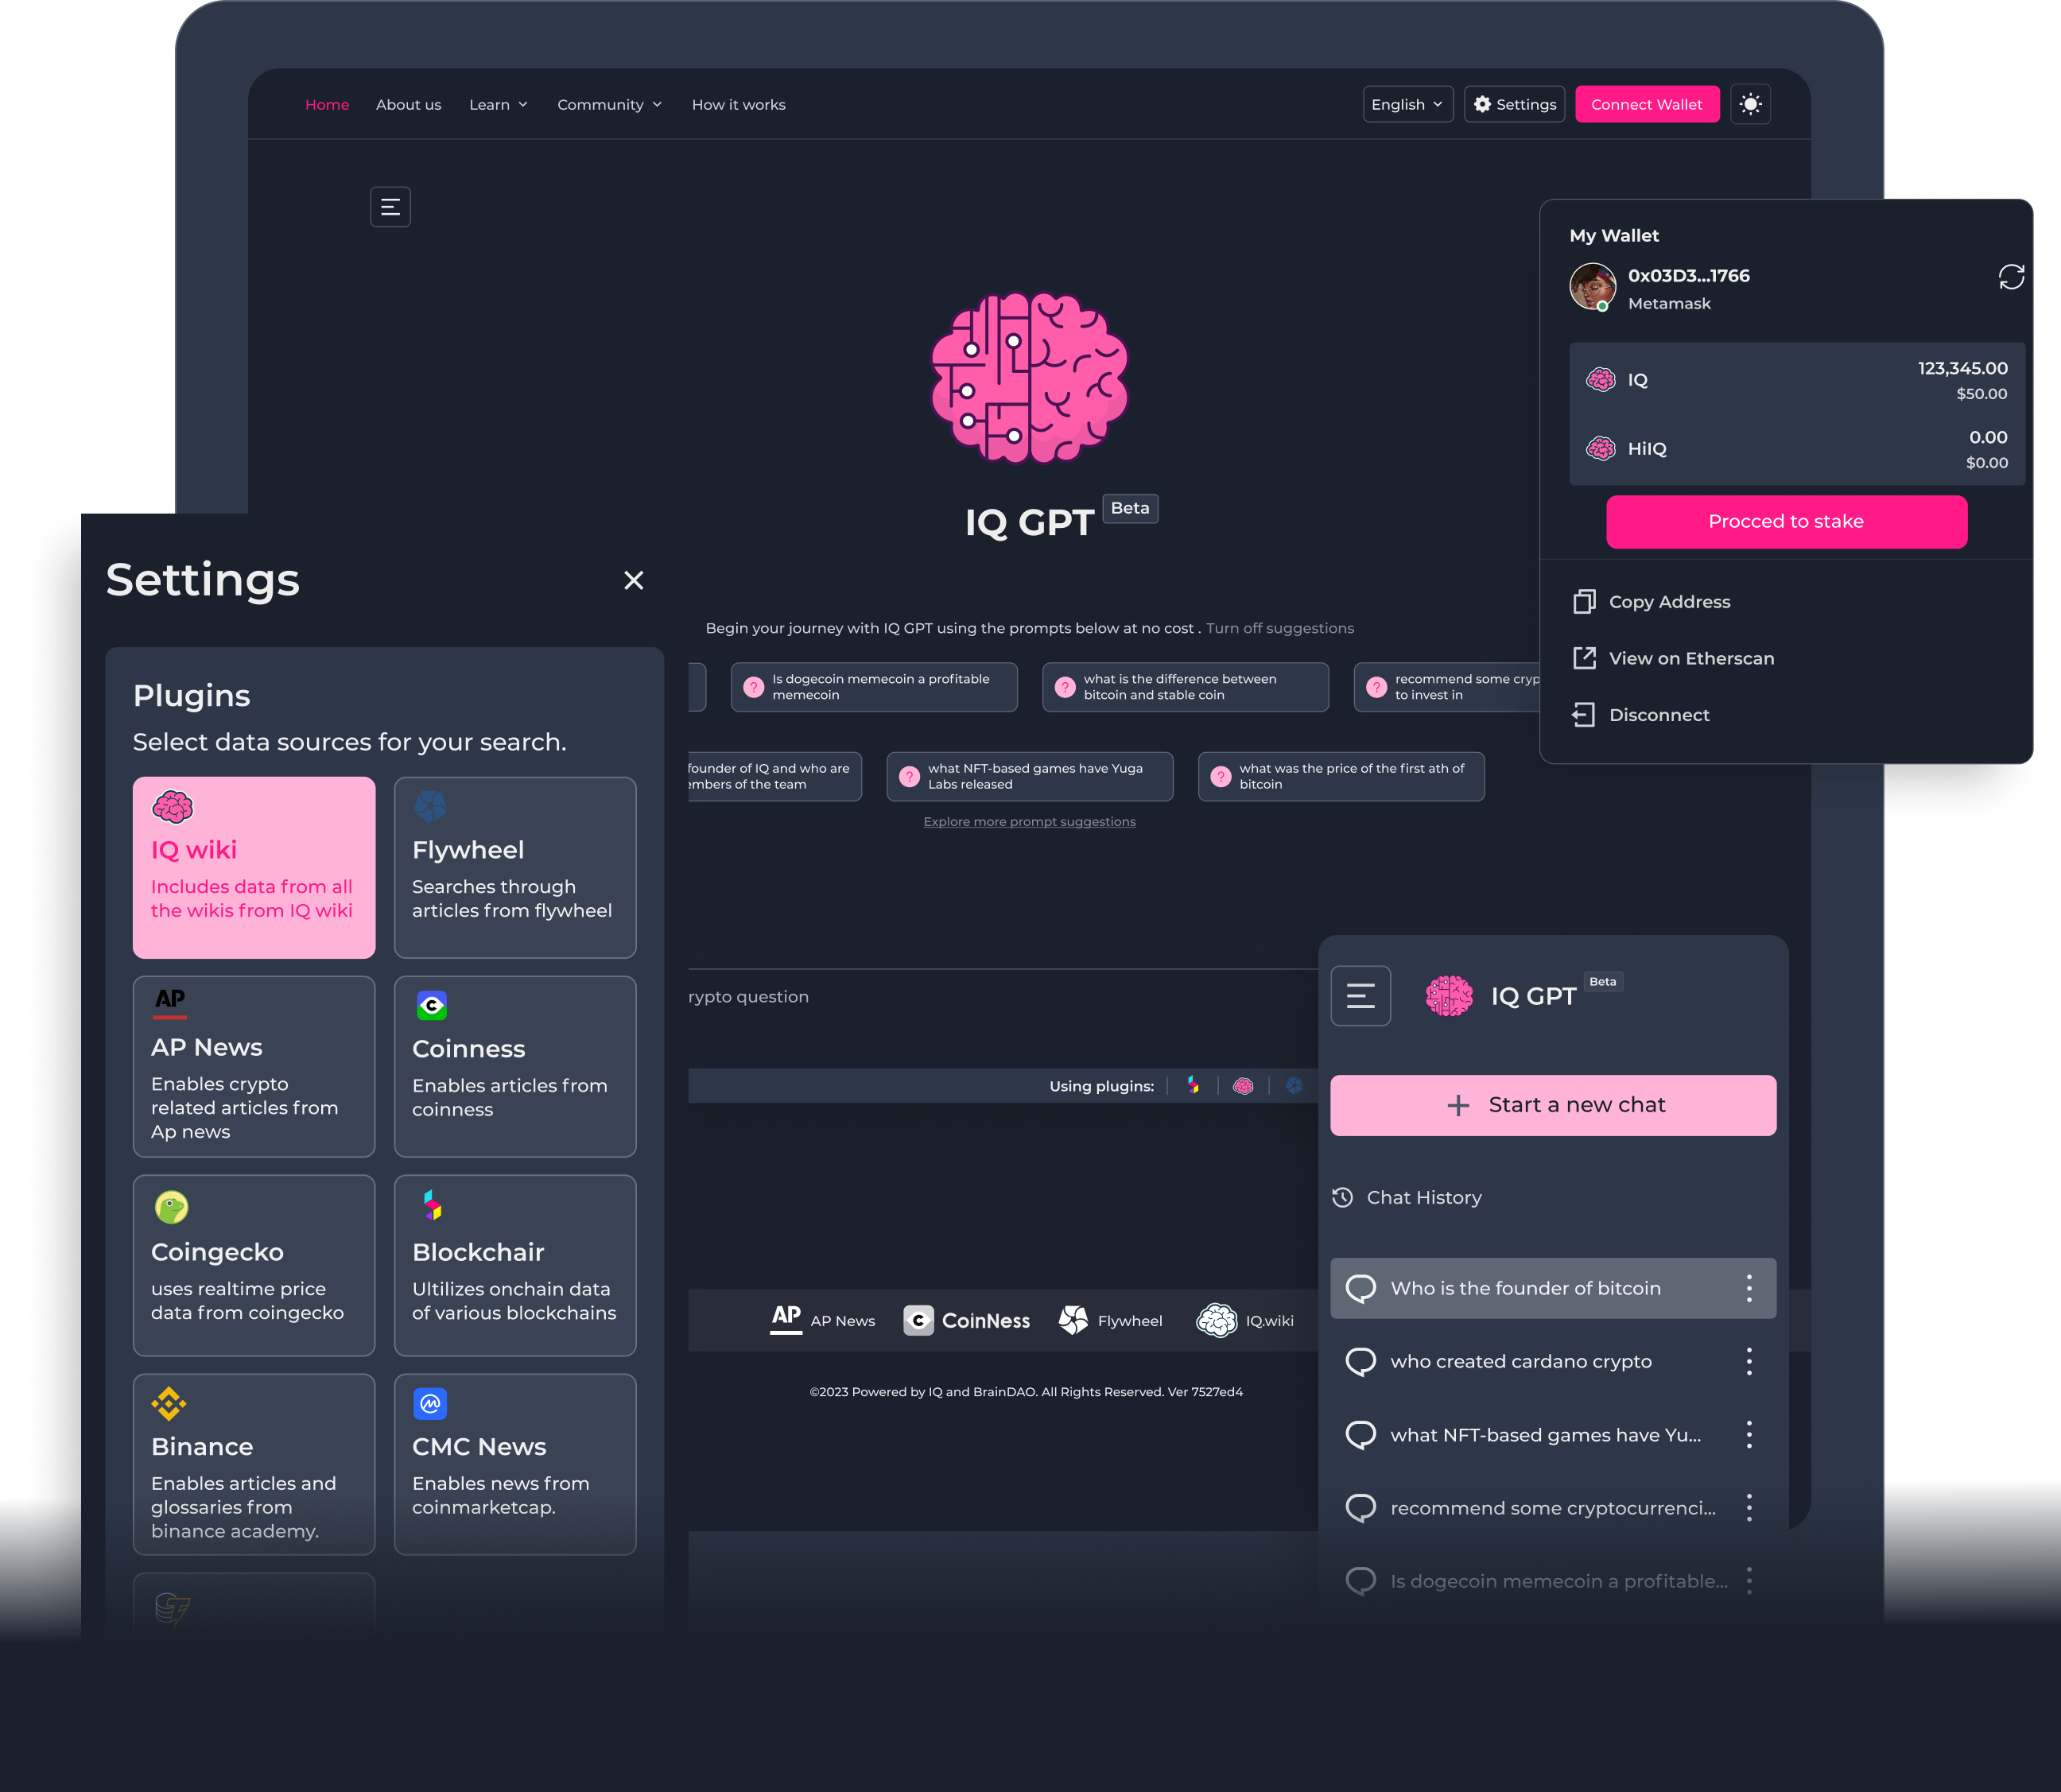 Home
About us
Learn
Community
How it works
English
Settings
Connect Wallet
My Wallet
0x03D3...1766
Metamask
IQ
123,345.00
$50.00
HiIQ
0.00
$0.00
Procced to stake
Copy Address
View on Etherscan
Disconnect
IQ GPT
Beta
Begin your journey with IQ GPT using the prompts below at no cost . Turn off suggestions
Is dogecoin memecoin a profitable
memecoin
what is the difference between
bitcoin and stable coin
recommend some cryp
to invest in
founder of IQ and who are
embers of the team
what NFT-based games have Yuga
Labs released
what was the price of the first ath of
bitcoin
Explore more prompt suggestions
rypto question
Using plugins:
AP
AP News
CoinNess
Flywheel
IQ.wiki
©2023 Powered by IQ and BrainDAO. All Rights Reserved. Ver 7527ed4
Settings
Plugins
Select data sources for your search.
IQ wiki
Includes data from all
the wikis from IQ wiki
Flywheel
Searches through
articles from flywheel
AP
AP News
Enables crypto
related articles from
Ap news
Coinness
Enables articles from
coinness
Coingecko
uses realtime price
data from coingecko
Blockchair
Ultilizes onchain data
of various blockchains
Binance
Enables articles and
glossaries from
binance academy.
CMC News
Enables news from
coinmarketcap.
IQ GPT
Beta
Start a new chat
Chat History
Who is the founder of bitcoin
who created cardano crypto
what NFT-based games have Yu...
recommend some cryptocurrenci...
Is dogecoin memecoin a profitable...